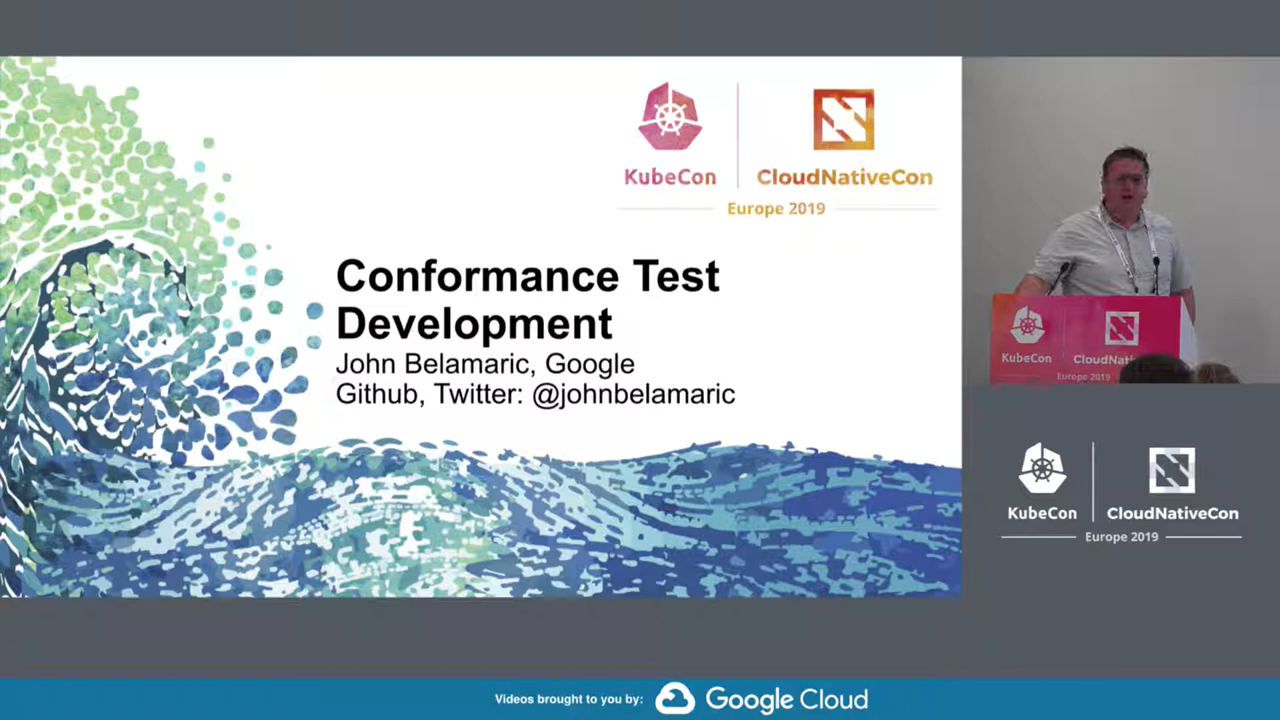 KubeCon
CloudNativeCon
Europe 2019
Conformance Test
Development
John Belamaric, Google
Github, Twitter: @johnbelamaric
KubeCon
CloudNati
Europe 2019
KubeCon
CloudNativeCon
Europe 2019
Videos brought to you by:
Google Cloud